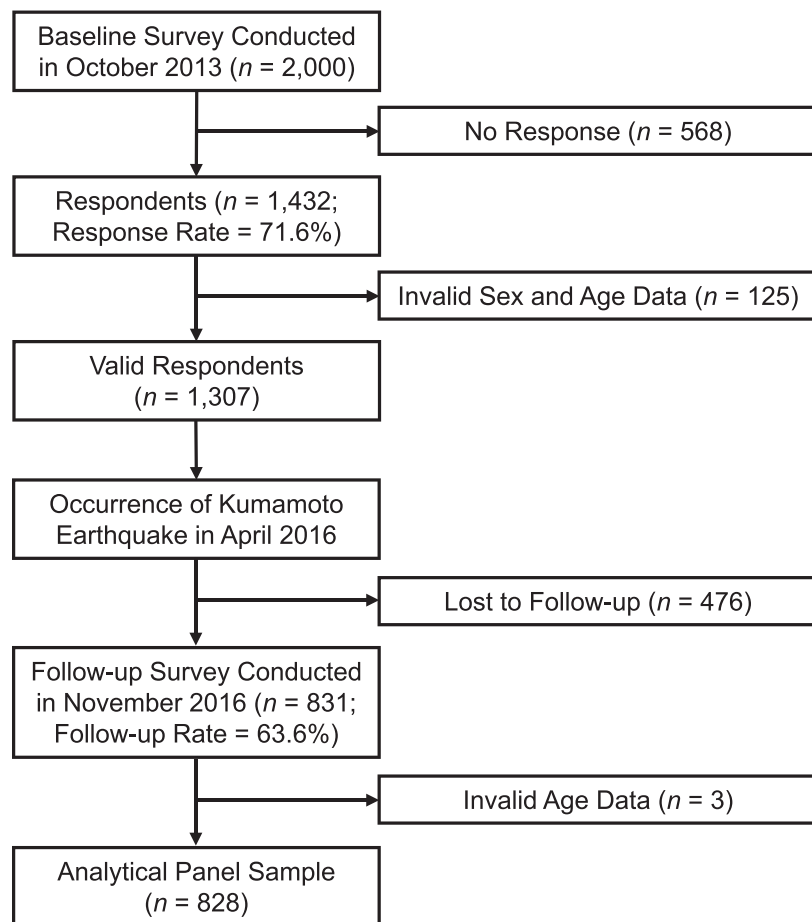 Baseline Survey Conducted
in October 2013 (n = 2,000)
No Response (n = 568)
Respondents (n = 1,432;
Response Rate = 71.6%)
Invalid Sex and Age Data (n = 125)
Valid Respondents
(n = 1,307)
Occurrence of Kumamoto
Earthquake in April 2016
Lost to Follow-up (n = 476)
Follow-up Survey Conducted
in November 2016 (n = 831;
Follow-up Rate = 63.6%)
Invalid Age Data (n = 3)
Analytical Panel Sample
(n = 828)